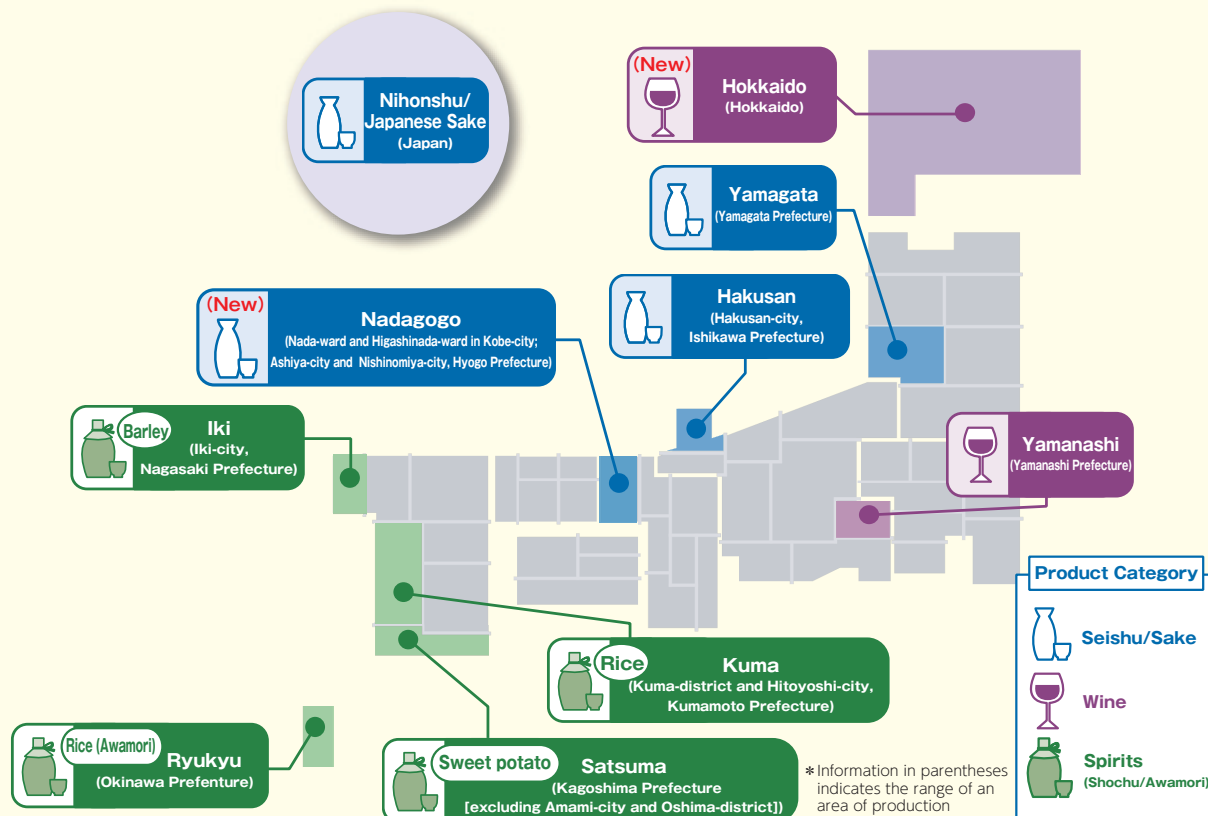 Nihonshu/
Japanese Sake
(Japan)
(New)
Hokkaido
(Hokkaido)
Yamagata
(Yamagata Prefecture)
Hakusan
(Hakusan-city,
Ishikawa Prefecture)
(New)
Nadagogo
(Nada-ward and Higashinada-ward in Kobe-city;
Ashiya-city and Nishinomiya-city, Hyogo Prefecture)
Barley
Iki
(Iki-city,
Nagasaki Prefecture)
Yamanashi
(Yamanashi Prefecture)
Rice
Kuma
(Kuma-district and Hitoyoshi-city,
Kumamoto Prefecture)
Rice (Awamori)
Ryukyu
(Okinawa Prefenture)
Sweet potato
Satsuma
(Kagoshima Prefecture
[excluding Amami-city and Oshima-district])
*Information in parentheses
indicates the range of an
area of production
Product Category
Seishu/Sake
Wine
Spirits
(Shochu/Awamori)